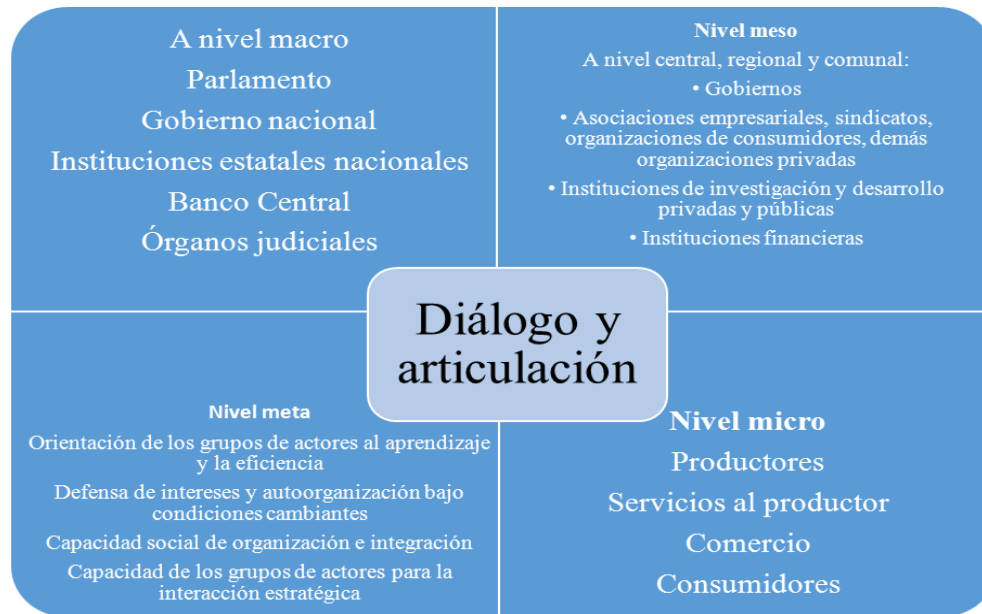 A nivel macro
Parlamento
Gobierno nacional
Instituciones estatales nacionales
Banco Central
Órganos judiciales
Nivel meso
A nivel central, regional y comunal:
• Gobiernos
• Asociaciones empresariales, sindicatos,
organizaciones de consumidores, demás
organizaciones privadas
• Instituciones de investigación y desarrollo
privadas y públicas
• Instituciones financieras
Diálogo y
articulación
Nivel meta
Orientación de los grupos de actores al aprendizaje
y la eficiencia
Defensa de intereses y autoorganización bajo
condiciones cambiantes
Capacidad social de organización e integración
Capacidad de los grupos de actores para la
interacción estratégica
Nivel micro
Productores
Servicios al productor
Comercio
Consumidores